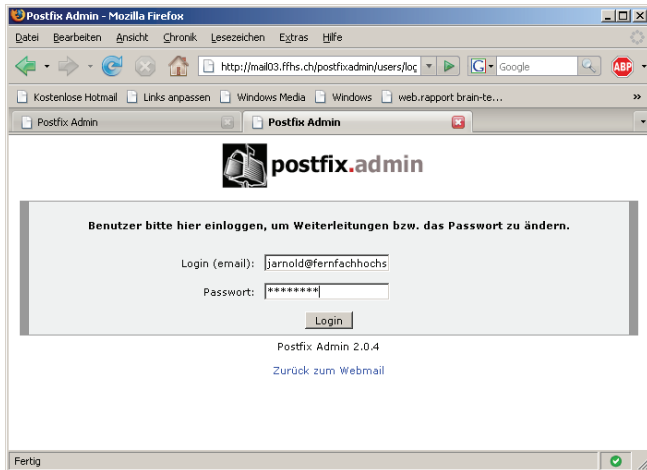 Postfix Admin - Mozilla Firefox
Datei Bearbeiten Ansicht Chronik Lesezeichen Extras Hilfe
http://mail03.ffhs.ch/postfixadmin/users/log
G Google
ABP
Kostenlose Hotmail Links anpassen Windows Media Windows web.rapport brain-te... »
Postfix Admin Postfix Admin
postfix.admin
Benutzer bitte hier einloggen, um Weiterleitungen bzw. das Passwort zu ändern.
Login (email): jarnold@fernfachhochs
Passwort: ********
Login
Postfix Admin 2.0.4
Zurück zum Webmail
Fertig